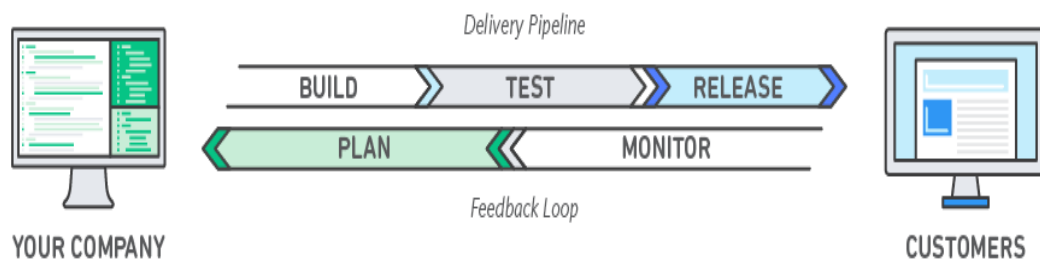 Delivery Pipeline
BUILD
TEST
RELEASE
PLAN
MONITOR
Feedback Loop
YOUR COMPANY
CUSTOMERS